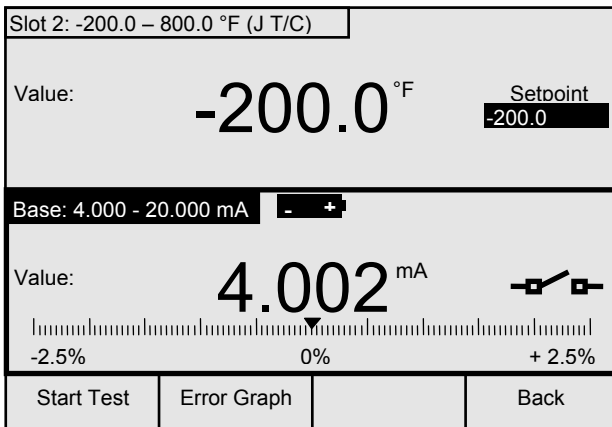 Slot 2: -200.0 – 800.0 °F (J T/C)
Value: -200.0 °F Setpoint
-200.0
Base: 4.000 - 20.000 mA - +
Value: 4.002 mA
-2.5% 0% + 2.5%
Start Test Error Graph Back